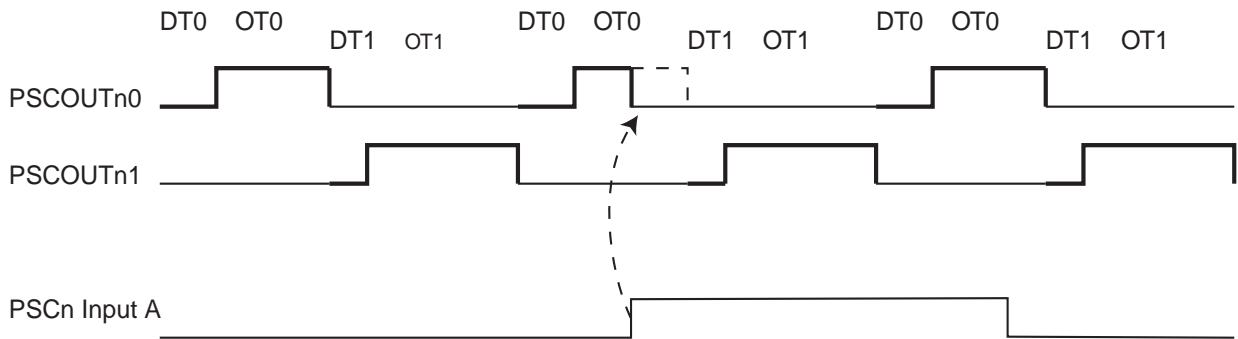 DT0 OT0 DT0 OT0 DT0 OT0
DT1 OT1 DT1 OT1 DT1 OT1
PSCOUTn0
PSCOUTn1
PSCn Input A